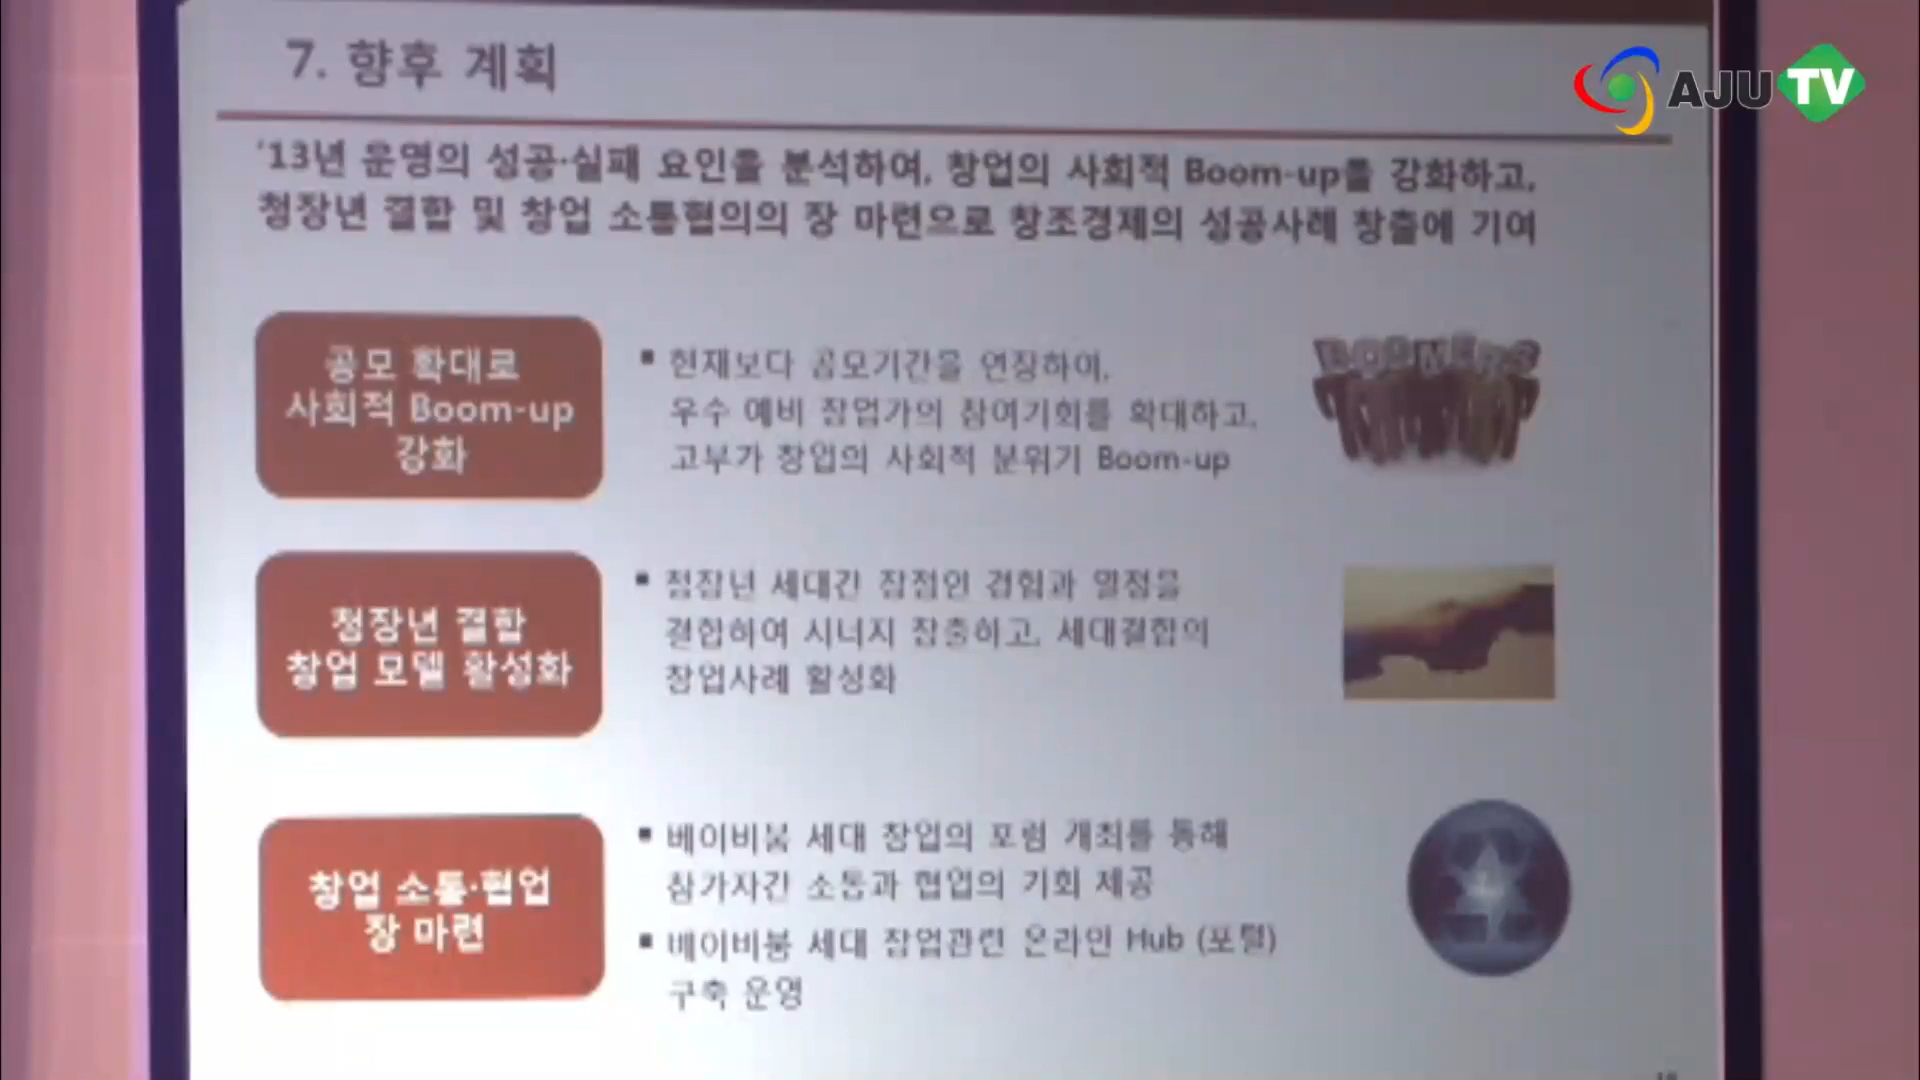 7. 향후 계획
AJU TV
'13년 운영의 성공·실패 요인을 분석하여, 창업의 사회적 Boom-up을 강화하고,
청장년 결합 및 창업 소통협의의 장 마련으로 창조경제의 성공사례 창출에 기여
공모 확대로
사회적 Boom-up
강화
▪ 현재보다 공모기간을 연장하여,
우수 예비 창업가의 참여기회를 확대하고,
고부가 창업의 사회적 분위기 Boom-up
BOOMERS
청장년 결합
창업 모델 활성화
▪ 청장년 세대간 장점인 경험과 열정을
결합하여 시너지 창출하고, 세대결합의
창업사례 활성화
창업 소통·협업
장 마련
▪ 베이비붐 세대 창업의 포럼 개최를 통해
참가자간 소통과 협업의 기회 제공
▪ 베이비붐 세대 창업관련 온라인 Hub (포털)
구축 운영